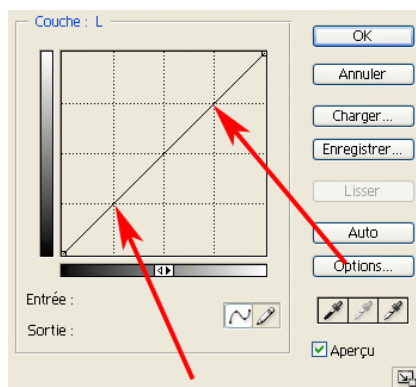 Couche : L
OK
Annuler
Charger...
Enregistrer...
Lisser
Auto
Options...
Entrée :
Sortie :
Aperçu